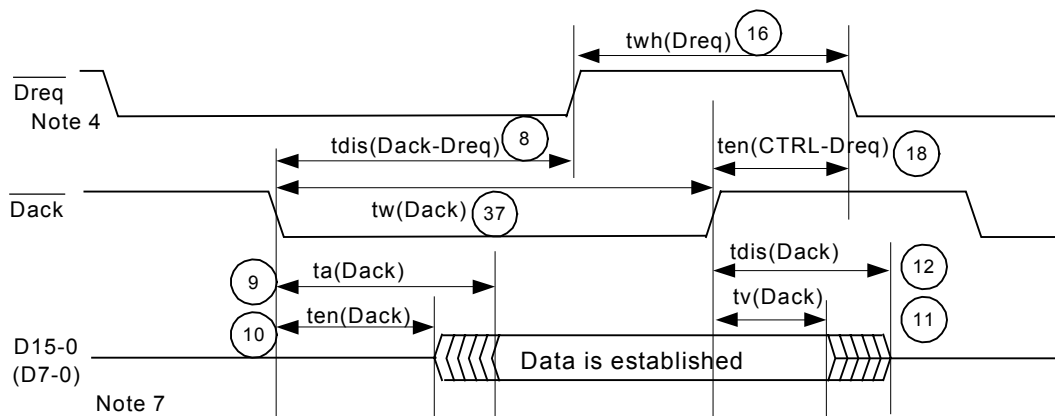 twh(Dreq) 16
Dreq
Note 4
tdis(Dack-Dreq) 8
ten(CTRL-Dreq) 18
Dack
tw(Dack) 37
tdis(Dack) 12
9 ta(Dack)
tv(Dack) 11
10 ten(Dack)
D15-0
(D7-0)
Data is established
Note 7